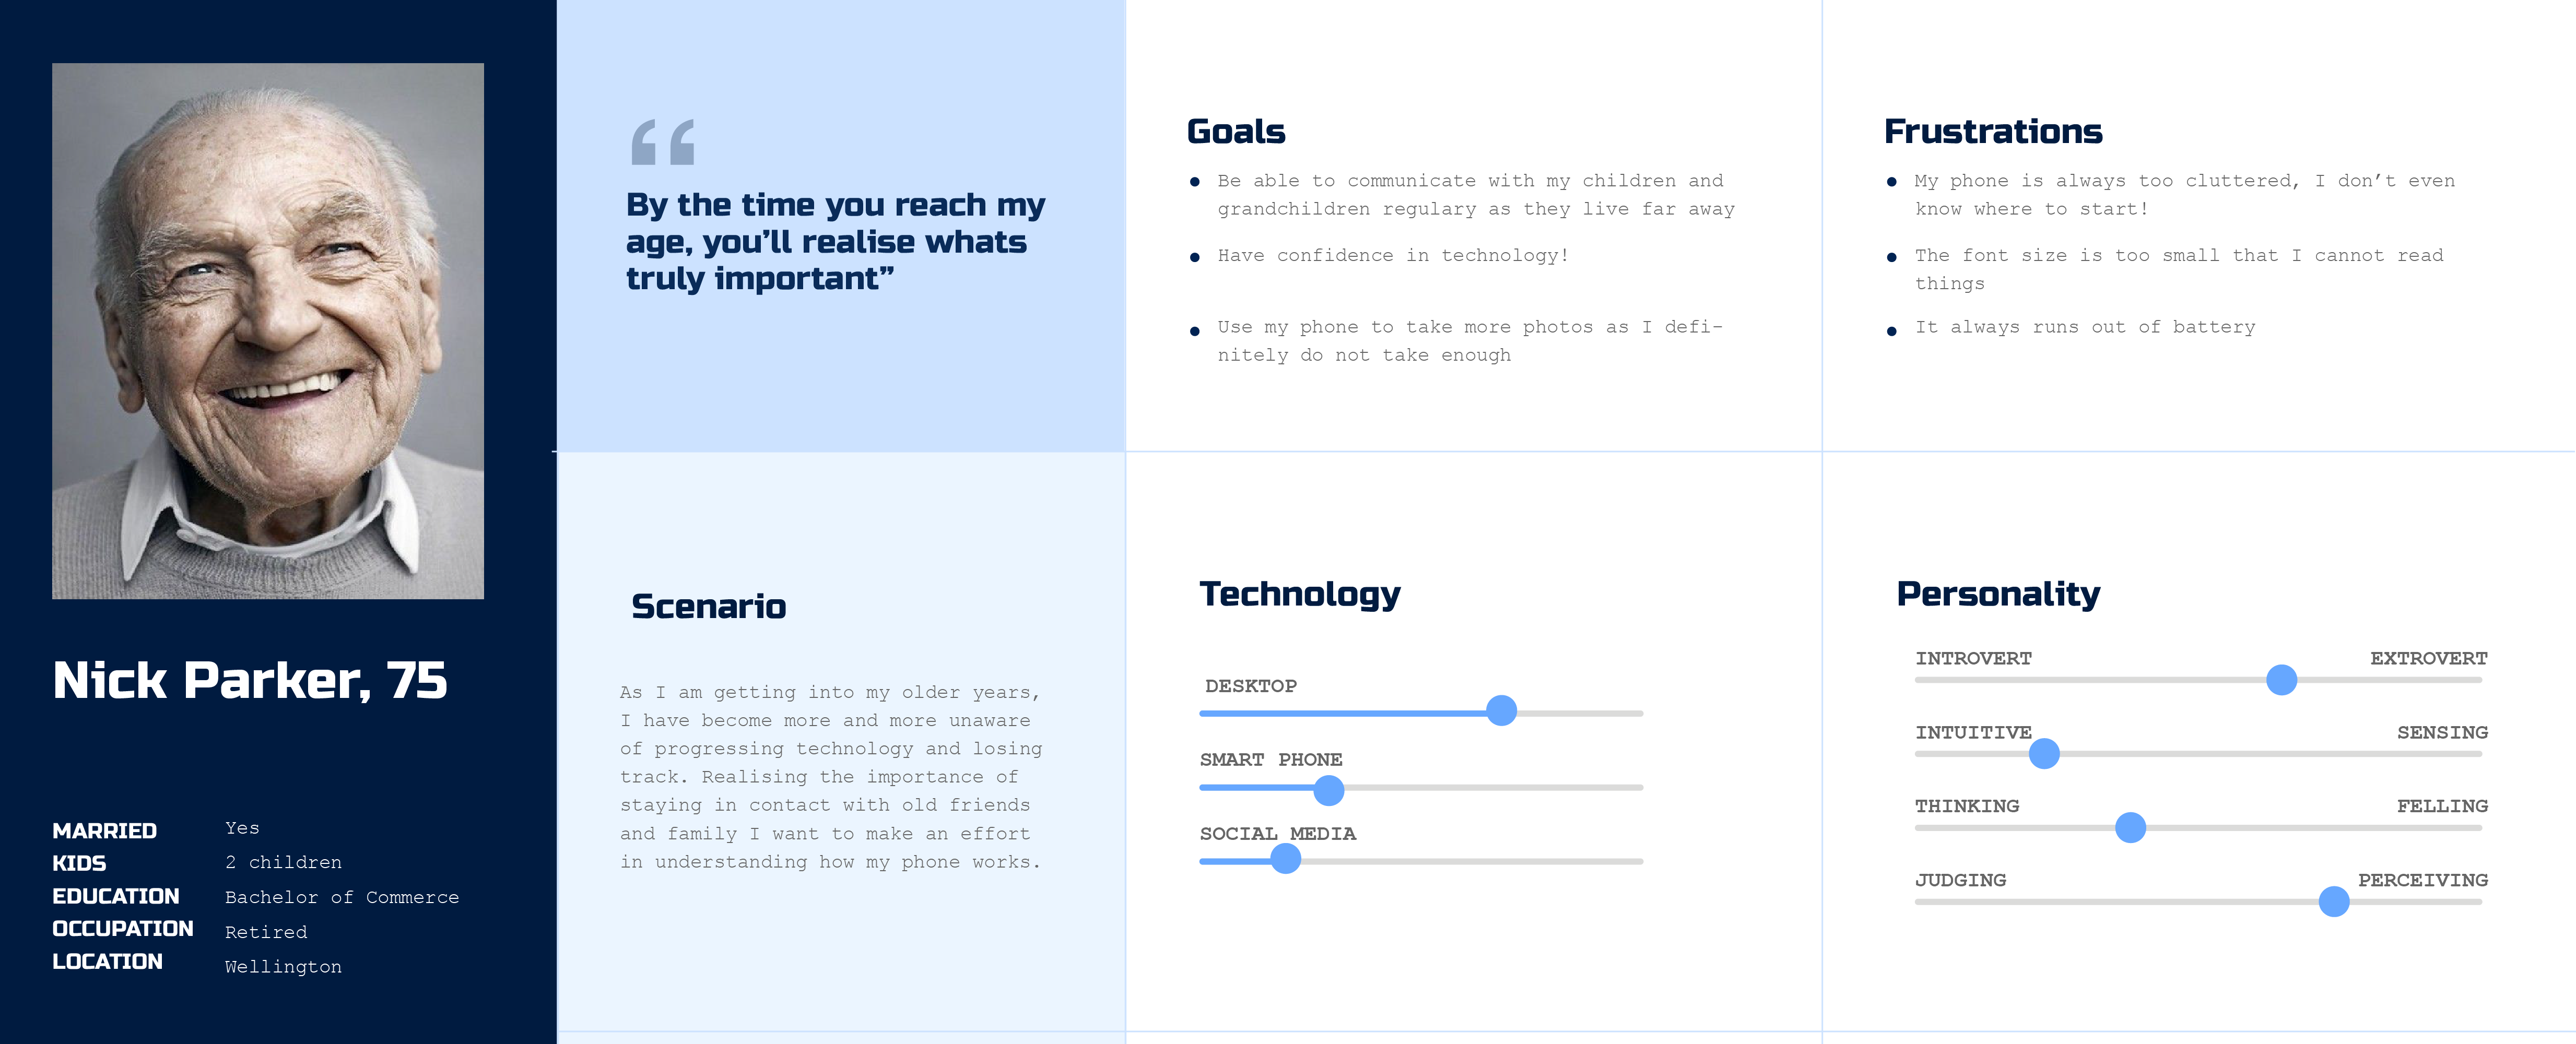 Nick Parker, 75
MARRIED Yes
KIDS 2 children
EDUCATION Bachelor of Commerce
OCCUPATION Retired
LOCATION Wellington
“
By the time you reach my
age, you’ll realise whats
truly important”
Scenario
As I am getting into my older years,
I have become more and more unaware
of progressing technology and losing
track. Realising the importance of
staying in contact with old friends
and family I want to make an effort
in understanding how my phone works.
Goals
• Be able to communicate with my children and
grandchildren regulary as they live far away
• Have confidence in technology!
• Use my phone to take more photos as I defi-
nitely do not take enough
Technology
DESKTOP
SMART PHONE
SOCIAL MEDIA
Frustrations
• My phone is always too cluttered, I don’t even
know where to start!
• The font size is too small that I cannot read
things
• It always runs out of battery
Personality
INTROVERT EXTROVERT
INTUITIVE SENSING
THINKING FELLING
JUDGING PERCEIVING